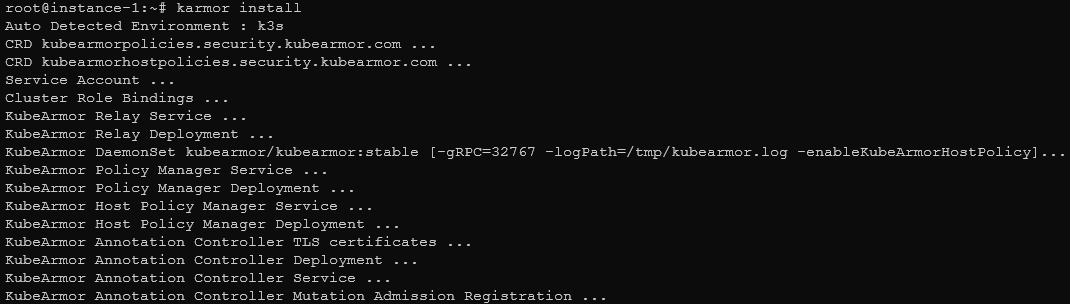 root@instance-1:~# karmor install
Auto Detected Environment : k3s
CRD kubearmorpolicies.security.kubearmor.com ...
CRD kubearmorhostpolicies.security.kubearmor.com ...
Service Account ...
Cluster Role Bindings ...
KubeArmor Relay Service ...
KubeArmor Relay Deployment ...
KubeArmor DaemonSet kubearmor/kubearmor:stable [-gRPC=32767 -logPath=/tmp/kubearmor.log -enableKubeArmorHostPolicy]...
KubeArmor Policy Manager Service ...
KubeArmor Policy Manager Deployment ...
KubeArmor Host Policy Manager Service ...
KubeArmor Host Policy Manager Deployment ...
KubeArmor Annotation Controller TLS certificates ...
KubeArmor Annotation Controller Deployment ...
KubeArmor Annotation Controller Service ...
KubeArmor Annotation Controller Mutation Admission Registration ...